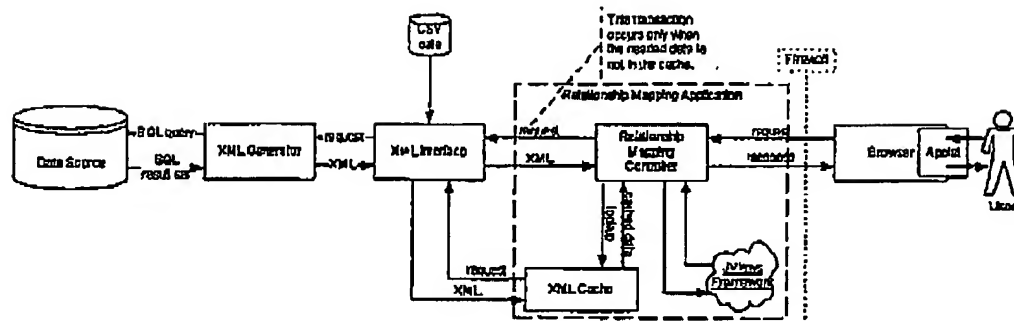 CSV
data
This transaction
occurs only when
the needed data is
not in the cache.
Firewall
Relationship Mapping Application
Data Source
SQL query
SQL
result set
XML Generator
request
XML
XML Interface
request
XML
Relationship
Mapping
Controller
request
response
Browser
Applet
User
lookup
cached data
request
XML
XML Cache
JViews
Framework